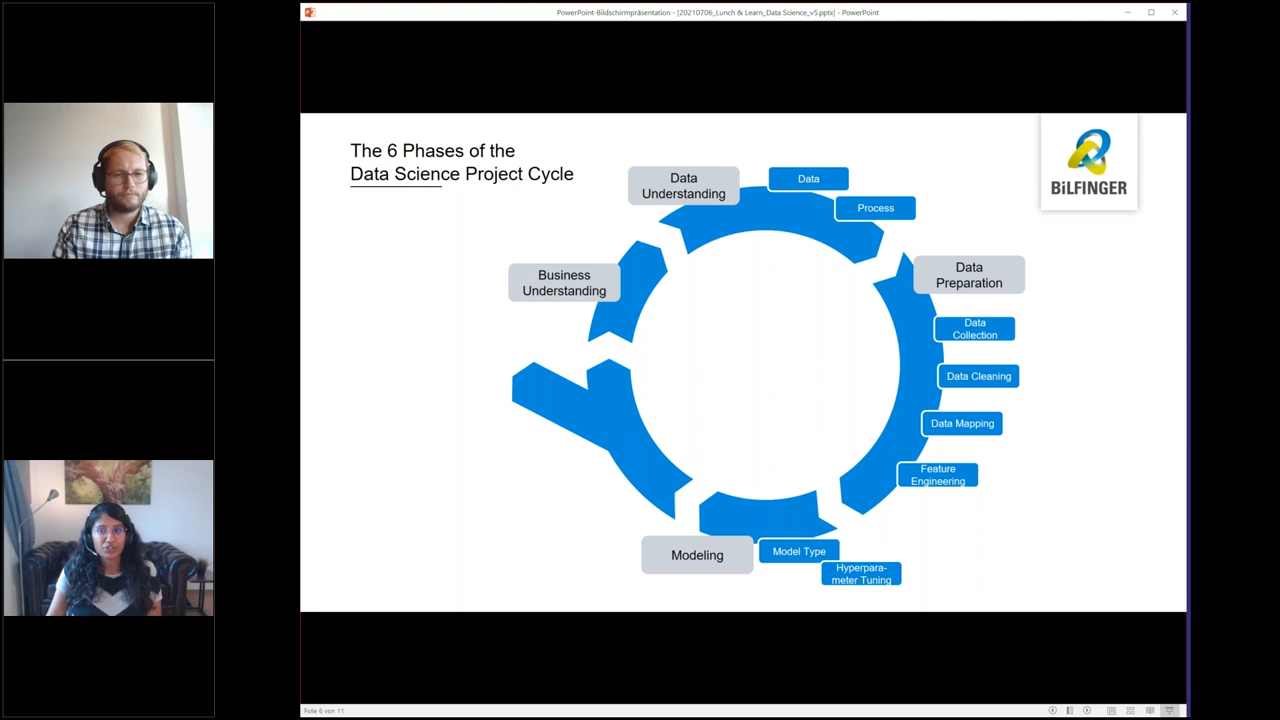 PowerPoint-Bildschirmpräsentation - [20210706_Lunch & Learn_Data Science_v5.pptx] - PowerPoint
The 6 Phases of the
Data Science Project Cycle
BILFINGER
Data
Understanding
Data
Process
Business
Understanding
Data
Preparation
Data
Collection
Data Cleaning
Data Mapping
Feature
Engineering
Modeling
Model Type
Hyperpara-
meter Tuning
Folie 6 von 11